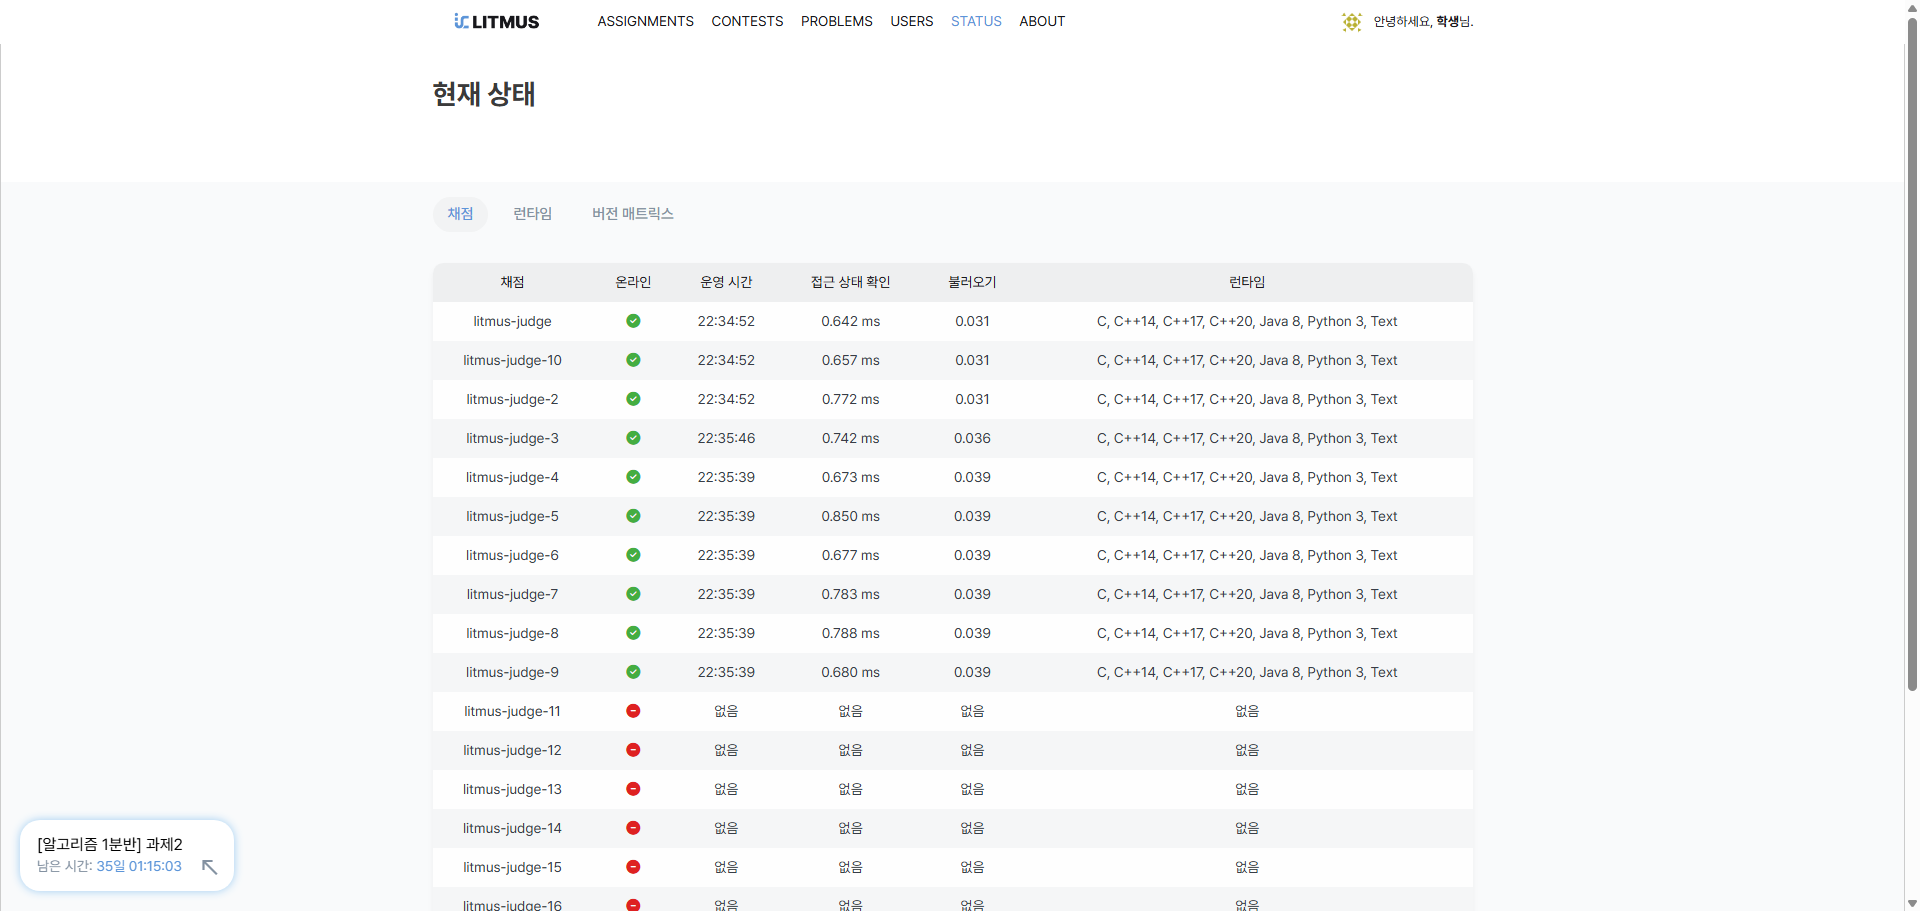 LITMUS ASSIGNMENTS CONTESTS PROBLEMS USERS STATUS ABOUT 안녕하세요, 학생님.
현재 상태
채점 런타임 버전 매트릭스
채점 온라인 운영 시간 접근 상태 확인 불러오기 런타임
litmus-judge 22:34:52 0.642 ms 0.031 C, C++14, C++17, C++20, Java 8, Python 3, Text
litmus-judge-10 22:34:52 0.657 ms 0.031 C, C++14, C++17, C++20, Java 8, Python 3, Text
litmus-judge-2 22:34:52 0.772 ms 0.031 C, C++14, C++17, C++20, Java 8, Python 3, Text
litmus-judge-3 22:35:46 0.742 ms 0.036 C, C++14, C++17, C++20, Java 8, Python 3, Text
litmus-judge-4 22:35:39 0.673 ms 0.039 C, C++14, C++17, C++20, Java 8, Python 3, Text
litmus-judge-5 22:35:39 0.850 ms 0.039 C, C++14, C++17, C++20, Java 8, Python 3, Text
litmus-judge-6 22:35:39 0.677 ms 0.039 C, C++14, C++17, C++20, Java 8, Python 3, Text
litmus-judge-7 22:35:39 0.783 ms 0.039 C, C++14, C++17, C++20, Java 8, Python 3, Text
litmus-judge-8 22:35:39 0.788 ms 0.039 C, C++14, C++17, C++20, Java 8, Python 3, Text
litmus-judge-9 22:35:39 0.680 ms 0.039 C, C++14, C++17, C++20, Java 8, Python 3, Text
litmus-judge-11 없음 없음 없음 없음
litmus-judge-12 없음 없음 없음 없음
litmus-judge-13 없음 없음 없음 없음
litmus-judge-14 없음 없음 없음 없음
litmus-judge-15 없음 없음 없음 없음
litmus-judge-16 없음 없음 없음 없음
[알고리즘 1분반] 과제2
남은 시간: 35일 01:15:03